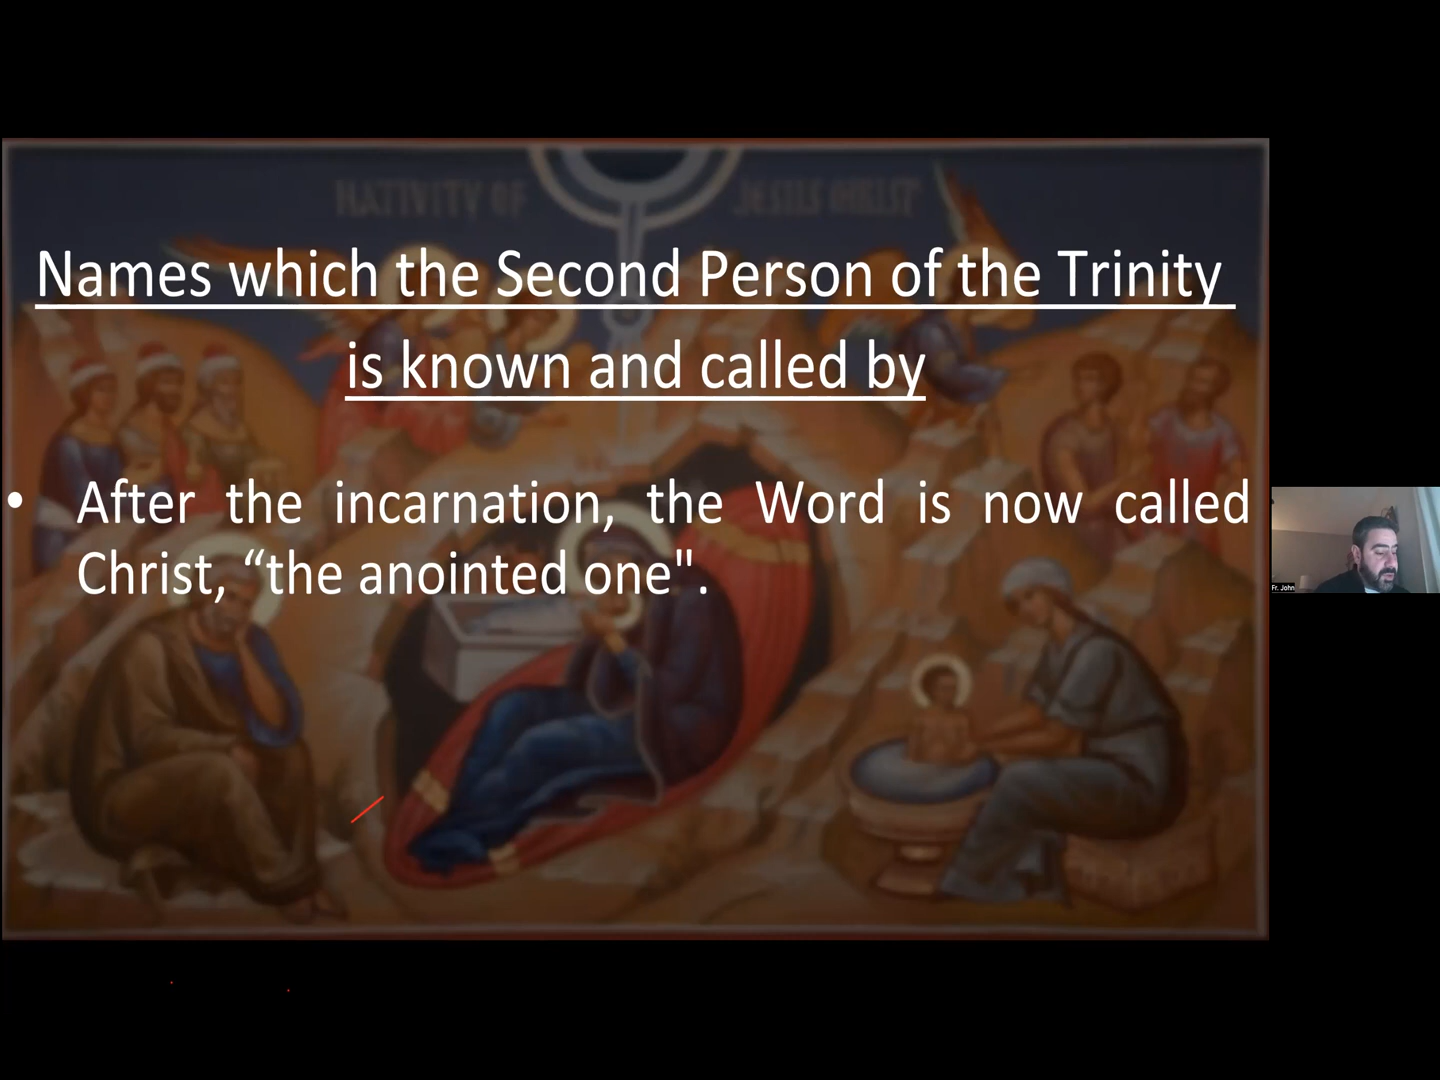 NATIVITY OF JESUS CHRIST
Names which the Second Person of the Trinity
is known and called by
• After the incarnation, the Word is now called
Christ, “the anointed one".
Fr. John